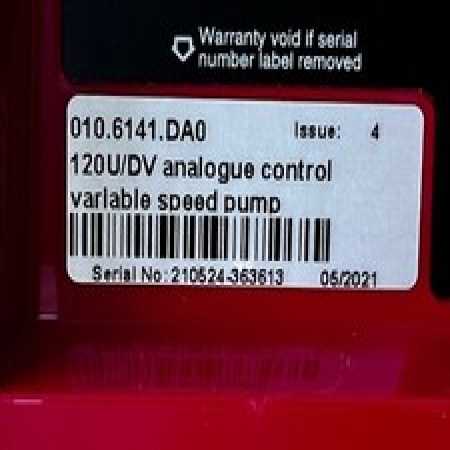 Warranty void if serial
number label removed
010.6141.DA0 Issue: 4
120U/DV analogue control
variable speed pump
Serial No: 210524-363613 05/2021